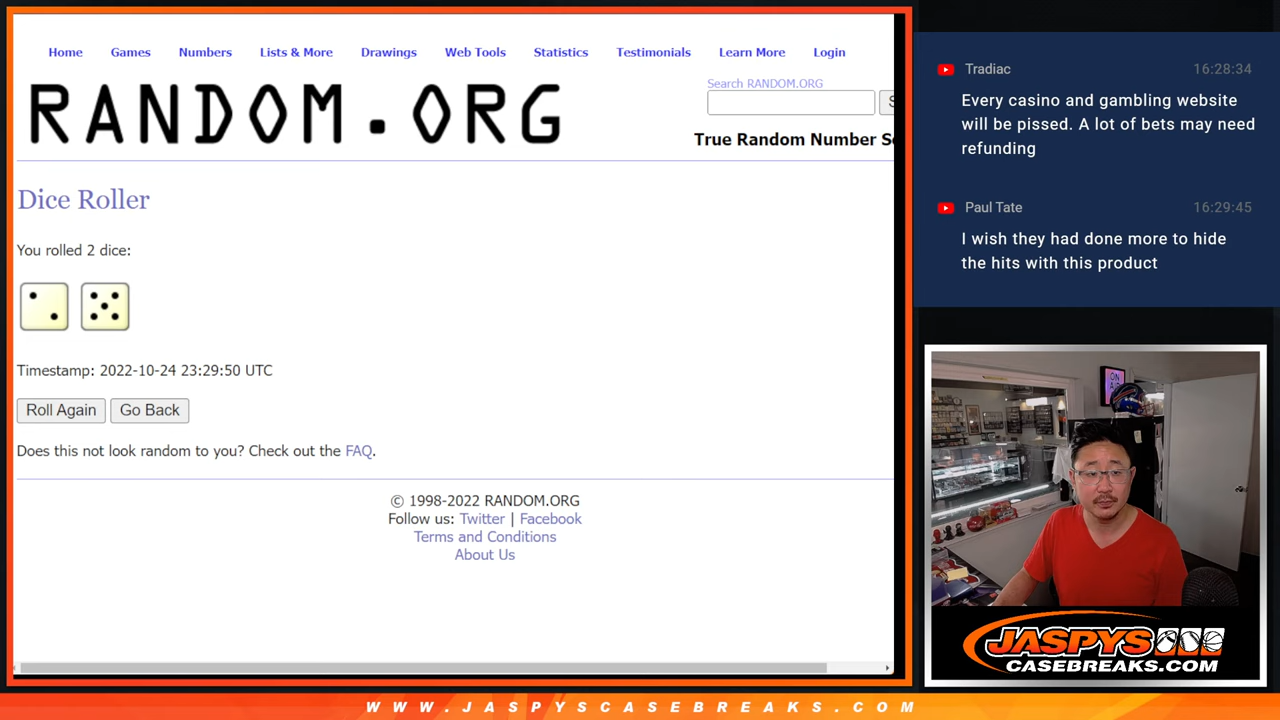 Home Games Numbers Lists & More Drawings Web Tools Statistics Testimonials Learn More Login
RANDOM.ORG
Search RANDOM.ORG
True Random Number S
Dice Roller
You rolled 2 dice:
Timestamp: 2022-10-24 23:29:50 UTC
Roll Again Go Back
Does this not look random to you? Check out the FAQ.
© 1998-2022 RANDOM.ORG
Follow us: Twitter | Facebook
Terms and Conditions
About Us
Tradiac 16:28:34
Every casino and gambling website
will be pissed. A lot of bets may need
refunding
Paul Tate 16:29:45
I wish they had done more to hide
the hits with this product
ON
JASPYS
CASEBREAKS.COM
WWW.JASPYSCASEBREAKS.COM